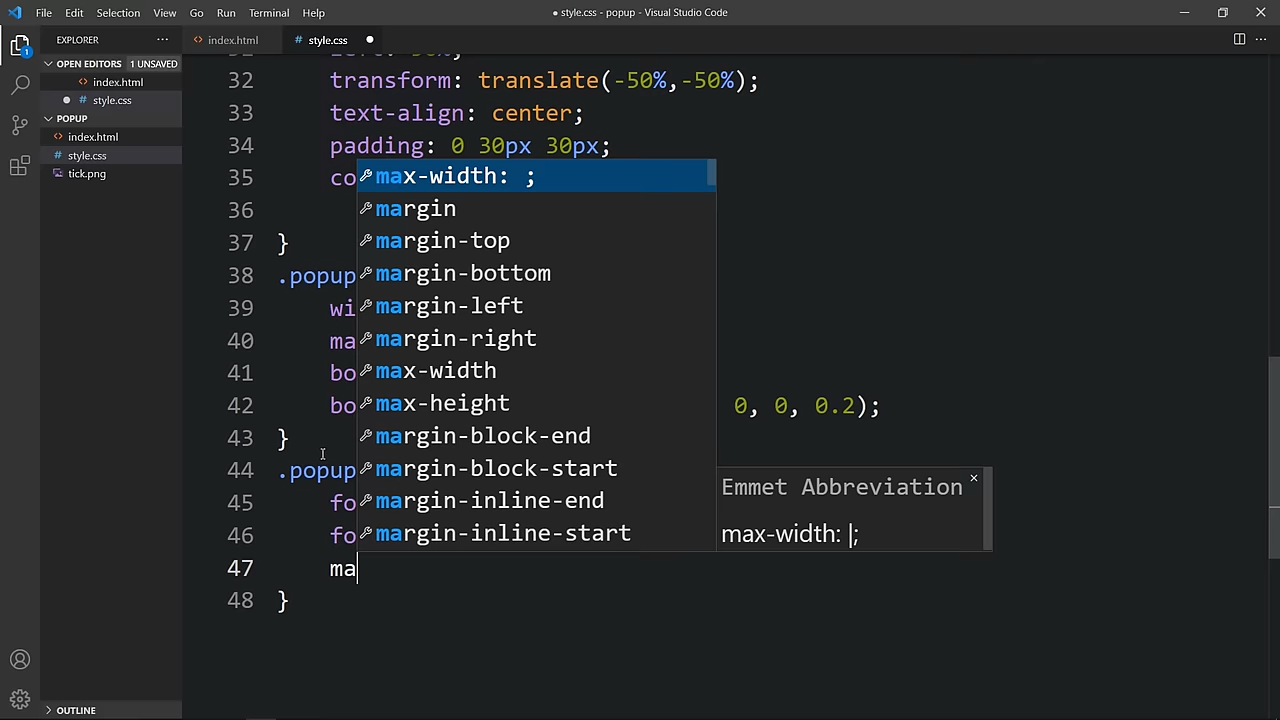 File Edit Selection View Go Run Terminal Help
● style.css - popup - Visual Studio Code
EXPLORER ···
<> index.html
# style.css ●
OPEN EDITORS 1 UNSAVED
<> index.html
● # style.css
POPUP
<> index.html
# style.css
tick.png
OUTLINE
1
32 transform: translate(-50%,-50%);
33 text-align: center;
34 padding: 0 30px 30px;
35 co
36
37 }
38 .popup
39 wi
40 ma
41 bo
42 bo 0, 0, 0.2);
43 }
44 .popup
45 fo
46 fo
47 ma
48 }
max-width: ;
margin
margin-top
margin-bottom
margin-left
margin-right
max-width
max-height
margin-block-end
margin-block-start
margin-inline-end
margin-inline-start
Emmet Abbreviation ×
max-width: |;